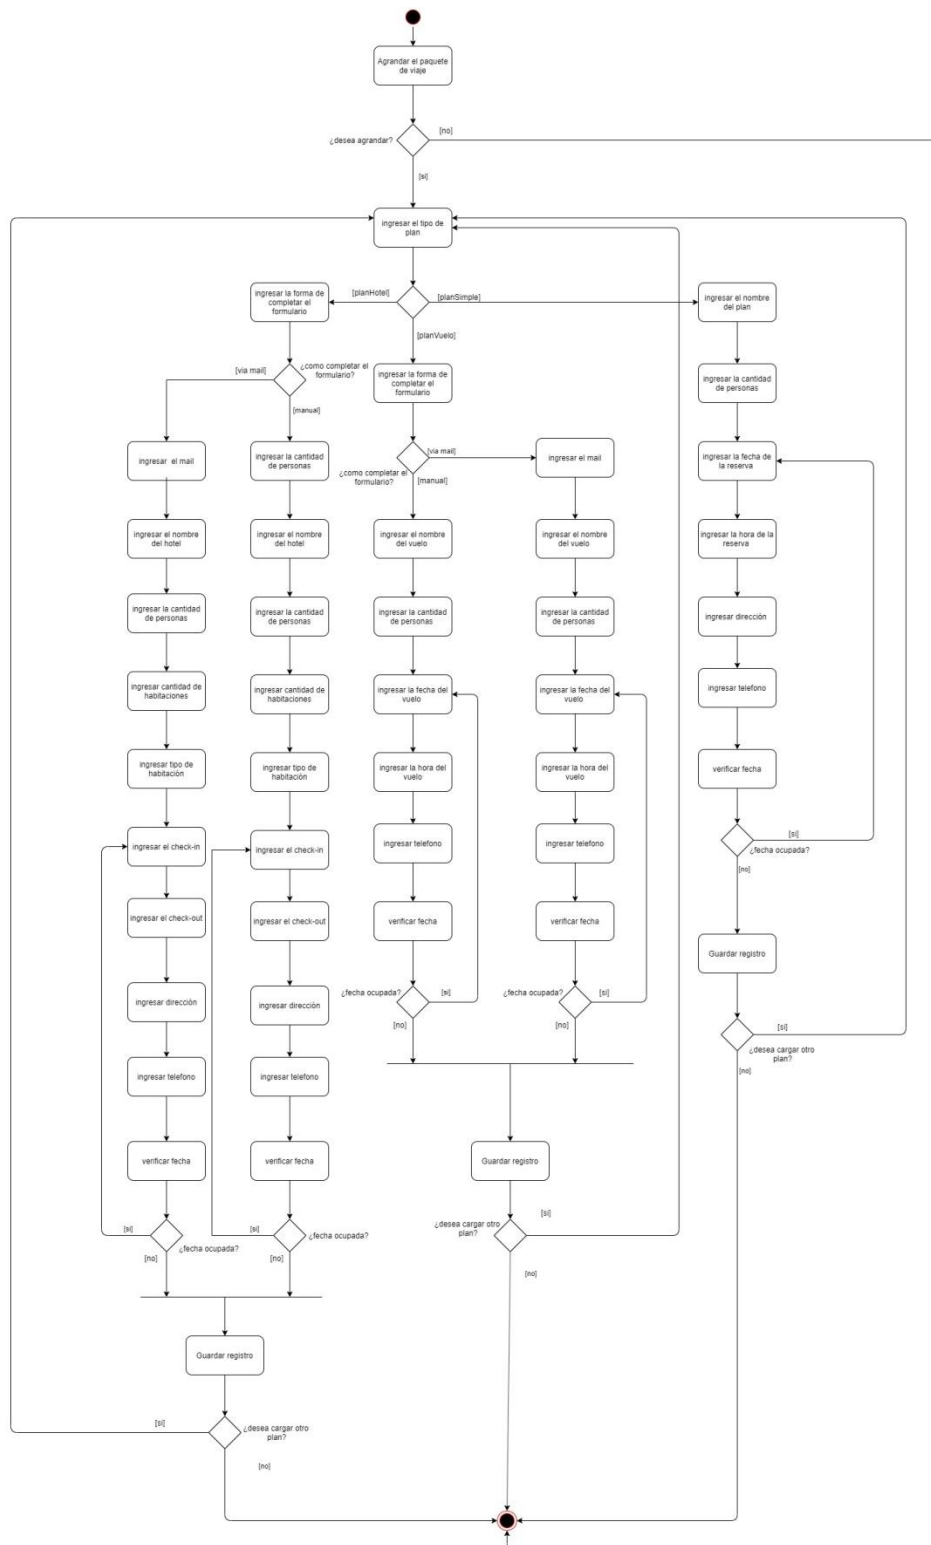 Agrandar el paquete
de viaje
¿desea agrandar?
[no]
[si]
ingresar el tipo de
plan
[planHotel]
[planSimple]
[planVuelo]
ingresar la forma de
completar el
formulario
¿como completar el
formulario?
[via mail]
[manual]
ingresar el mail
ingresar el nombre
del hotel
ingresar la cantidad
de personas
ingresar cantidad de
habitaciones
ingresar tipo de
habitación
ingresar el check-in
ingresar el check-out
ingresar dirección
ingresar telefono
verificar fecha
[si]
¿fecha ocupada?
[no]
ingresar la cantidad
de personas
ingresar el nombre
del hotel
ingresar la cantidad
de personas
ingresar cantidad de
habitaciones
ingresar tipo de
habitación
ingresar el check-in
ingresar el check-out
ingresar dirección
ingresar telefono
verificar fecha
[si]
¿fecha ocupada?
[no]
Guardar registro
[si]
¿desea cargar otro
plan?
[no]
ingresar la forma de
completar el
formulario
[via mail]
¿como completar el
formulario?
[manual]
ingresar el nombre
del vuelo
ingresar la cantidad
de personas
ingresar la fecha del
vuelo
ingresar la hora del
vuelo
ingresar telefono
verificar fecha
¿fecha ocupada?
[si]
[no]
ingresar el mail
ingresar el nombre
del vuelo
ingresar la cantidad
de personas
ingresar la fecha del
vuelo
ingresar la hora del
vuelo
ingresar telefono
verificar fecha
¿fecha ocupada?
[si]
[no]
Guardar registro
¿desea cargar otro
plan?
[si]
[no]
ingresar el nombre
del plan
ingresar la cantidad
de personas
ingresar la fecha de
la reserva
ingresar la hora de la
reserva
ingresar dirección
ingresar telefono
verificar fecha
[si]
¿fecha ocupada?
[no]
Guardar registro
[si]
¿desea cargar otro
plan?
[no]